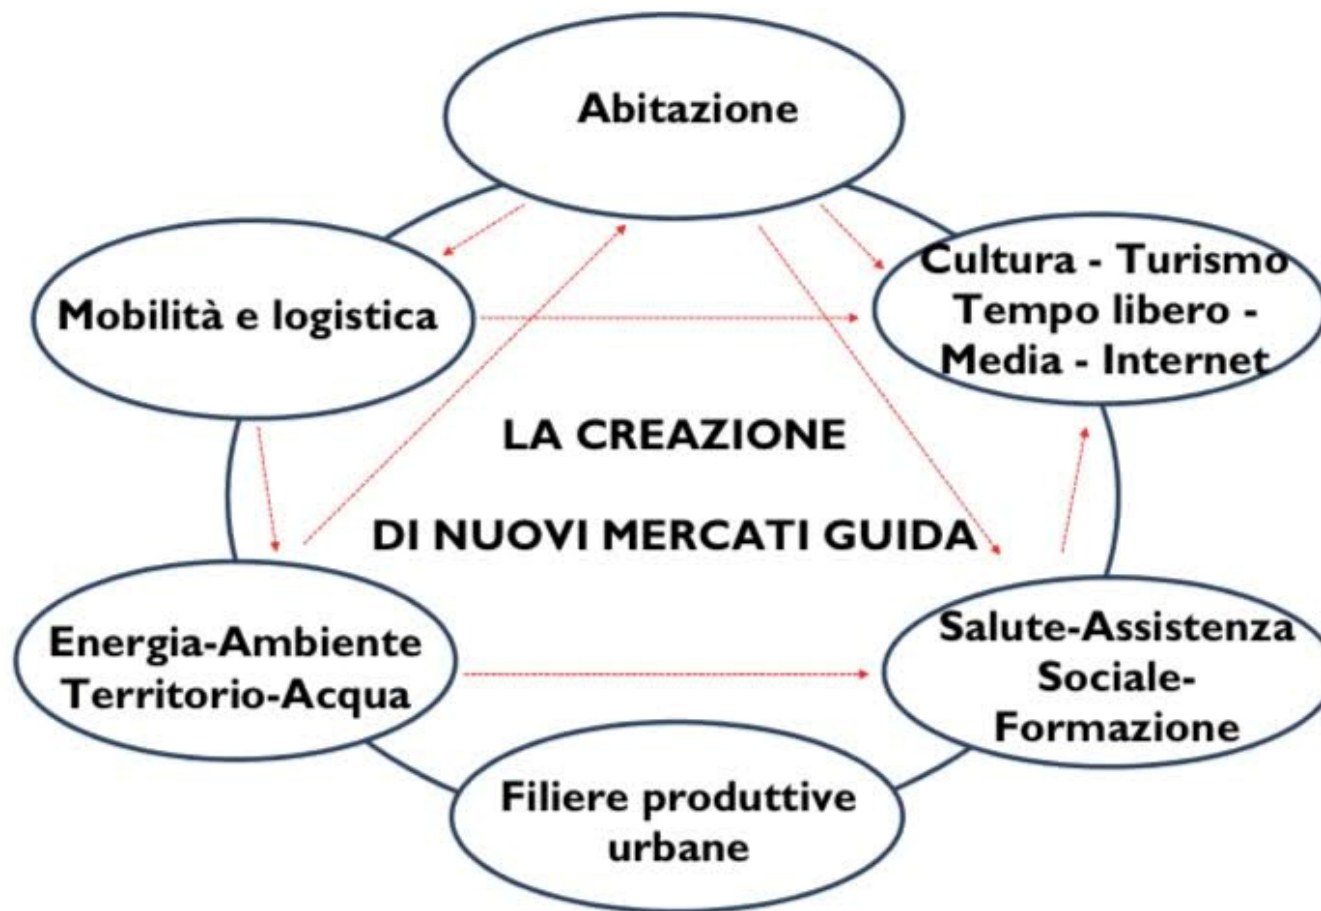 Abitazione
Mobilità e logistica
Cultura - Turismo
Tempo libero -
Media - Internet
LA CREAZIONE
DI NUOVI MERCATI GUIDA
Energia-Ambiente
Territorio-Acqua
Salute-Assistenza
Sociale-
Formazione
Filiere produttive
urbane